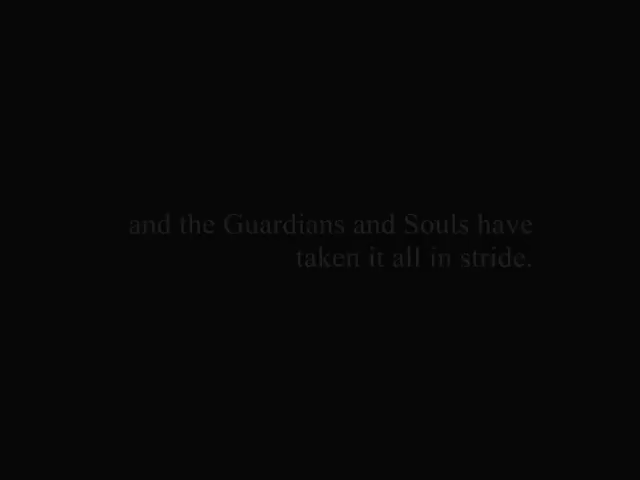 and the Guardians and Souls have
taken it all in stride.